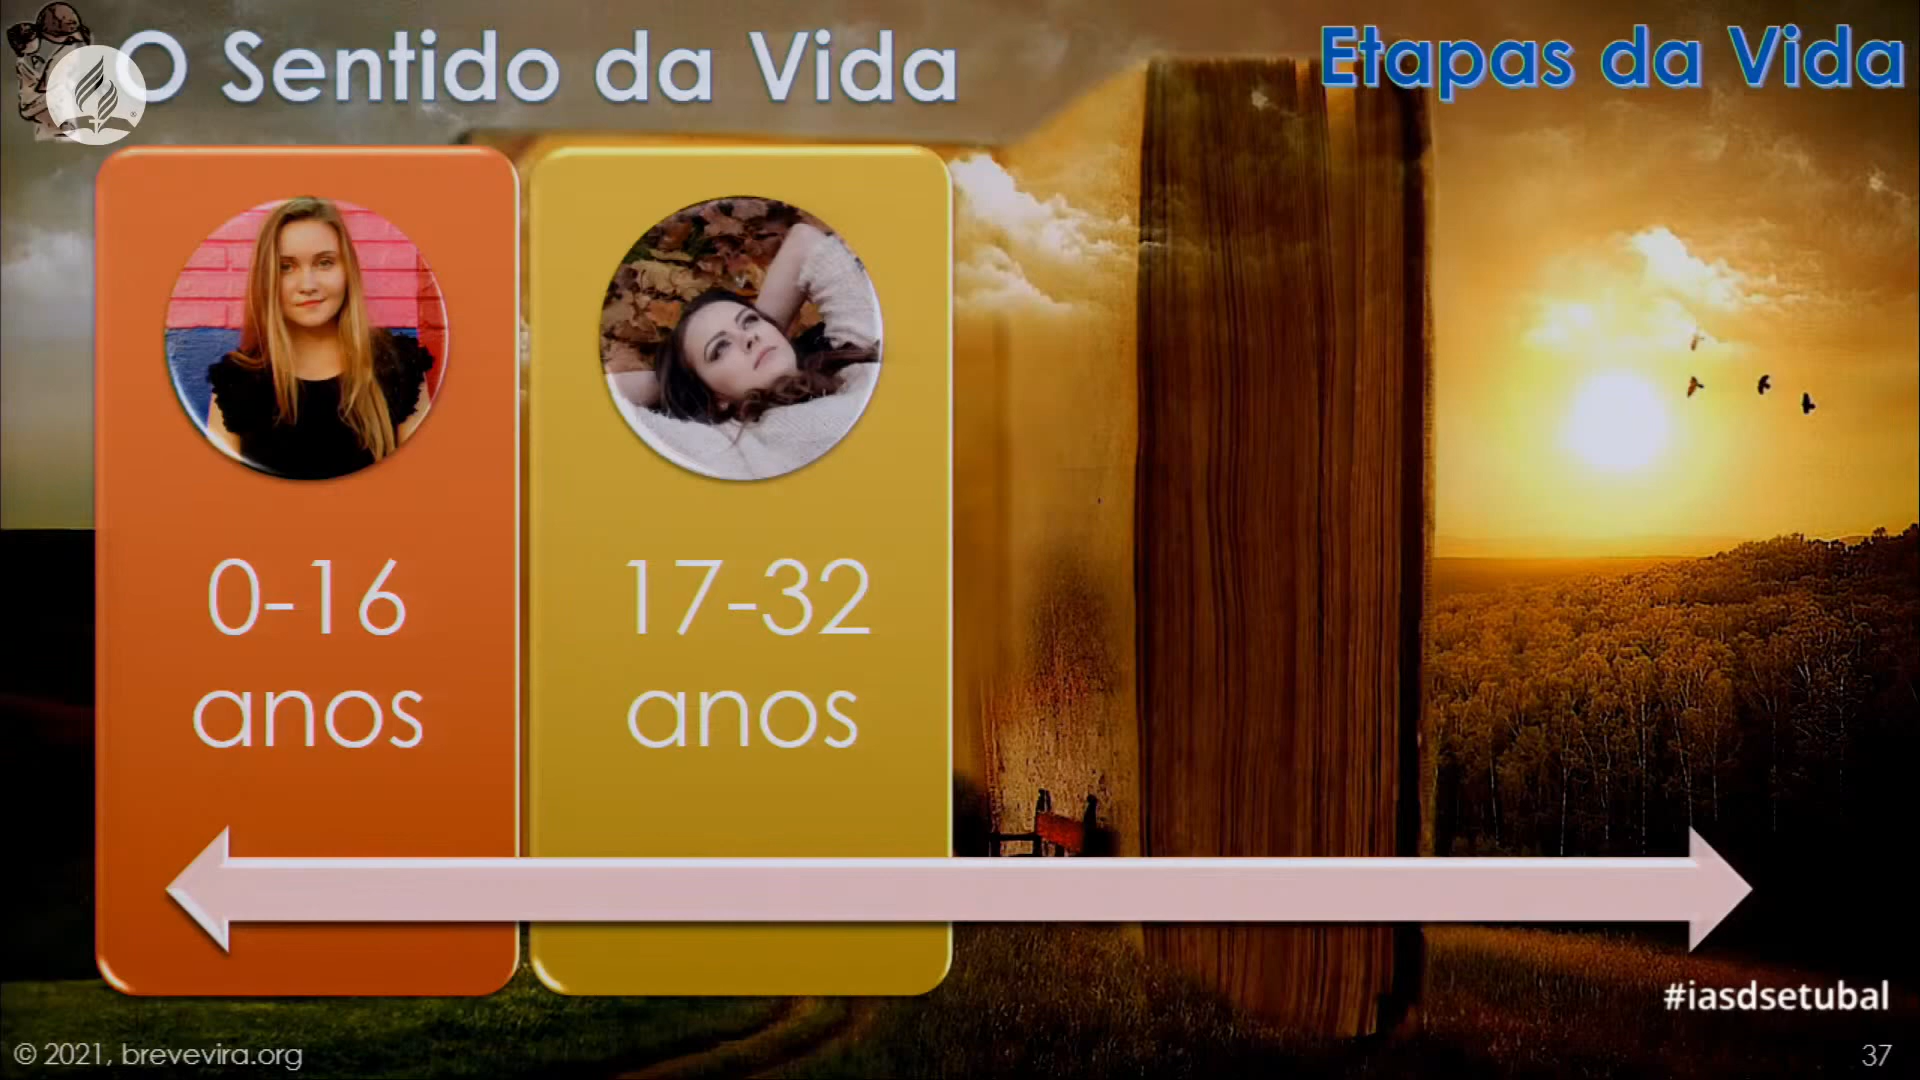 O Sentido da Vida
Etapas da Vida
0-16
anos
17-32
anos
#iasdsetubal
© 2021, brevevira.org
37